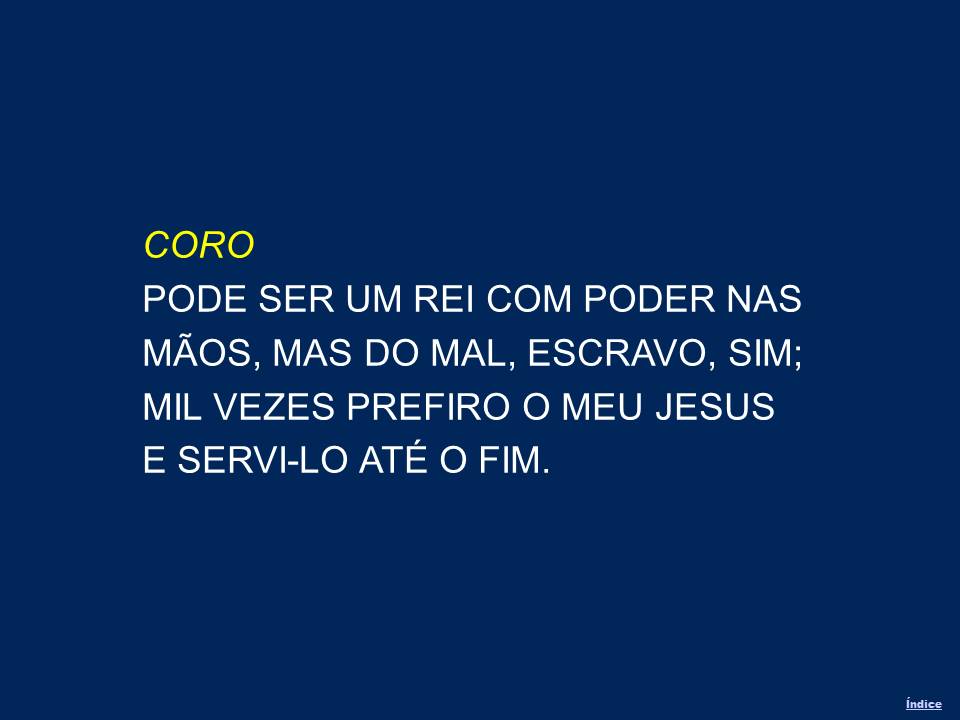 CORO
PODE SER UM REI COM PODER NAS
MÃOS, MAS DO MAL, ESCRAVO, SIM;
MIL VEZES PREFIRO O MEU JESUS
E SERVI-LO ATÉ O FIM.
Índice